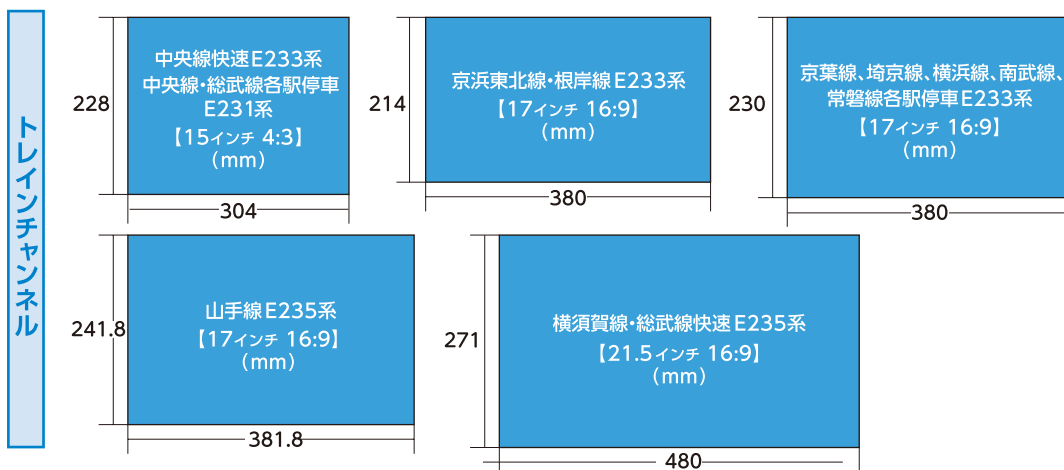 トレインチャンネル
228
中央線快速E233系
中央線・総武線各駅停車
E231系
【15インチ 4:3】
(mm)
304
214
京浜東北線・根岸線E233系
【17インチ 16:9】
(mm)
380
230
京葉線、埼京線、横浜線、南武線、
常磐線各駅停車E233系
【17インチ 16:9】
(mm)
380
241.8
山手線E235系
【17インチ 16:9】
(mm)
381.8
271
横須賀線・総武線快速E235系
【21.5インチ 16:9】
(mm)
480